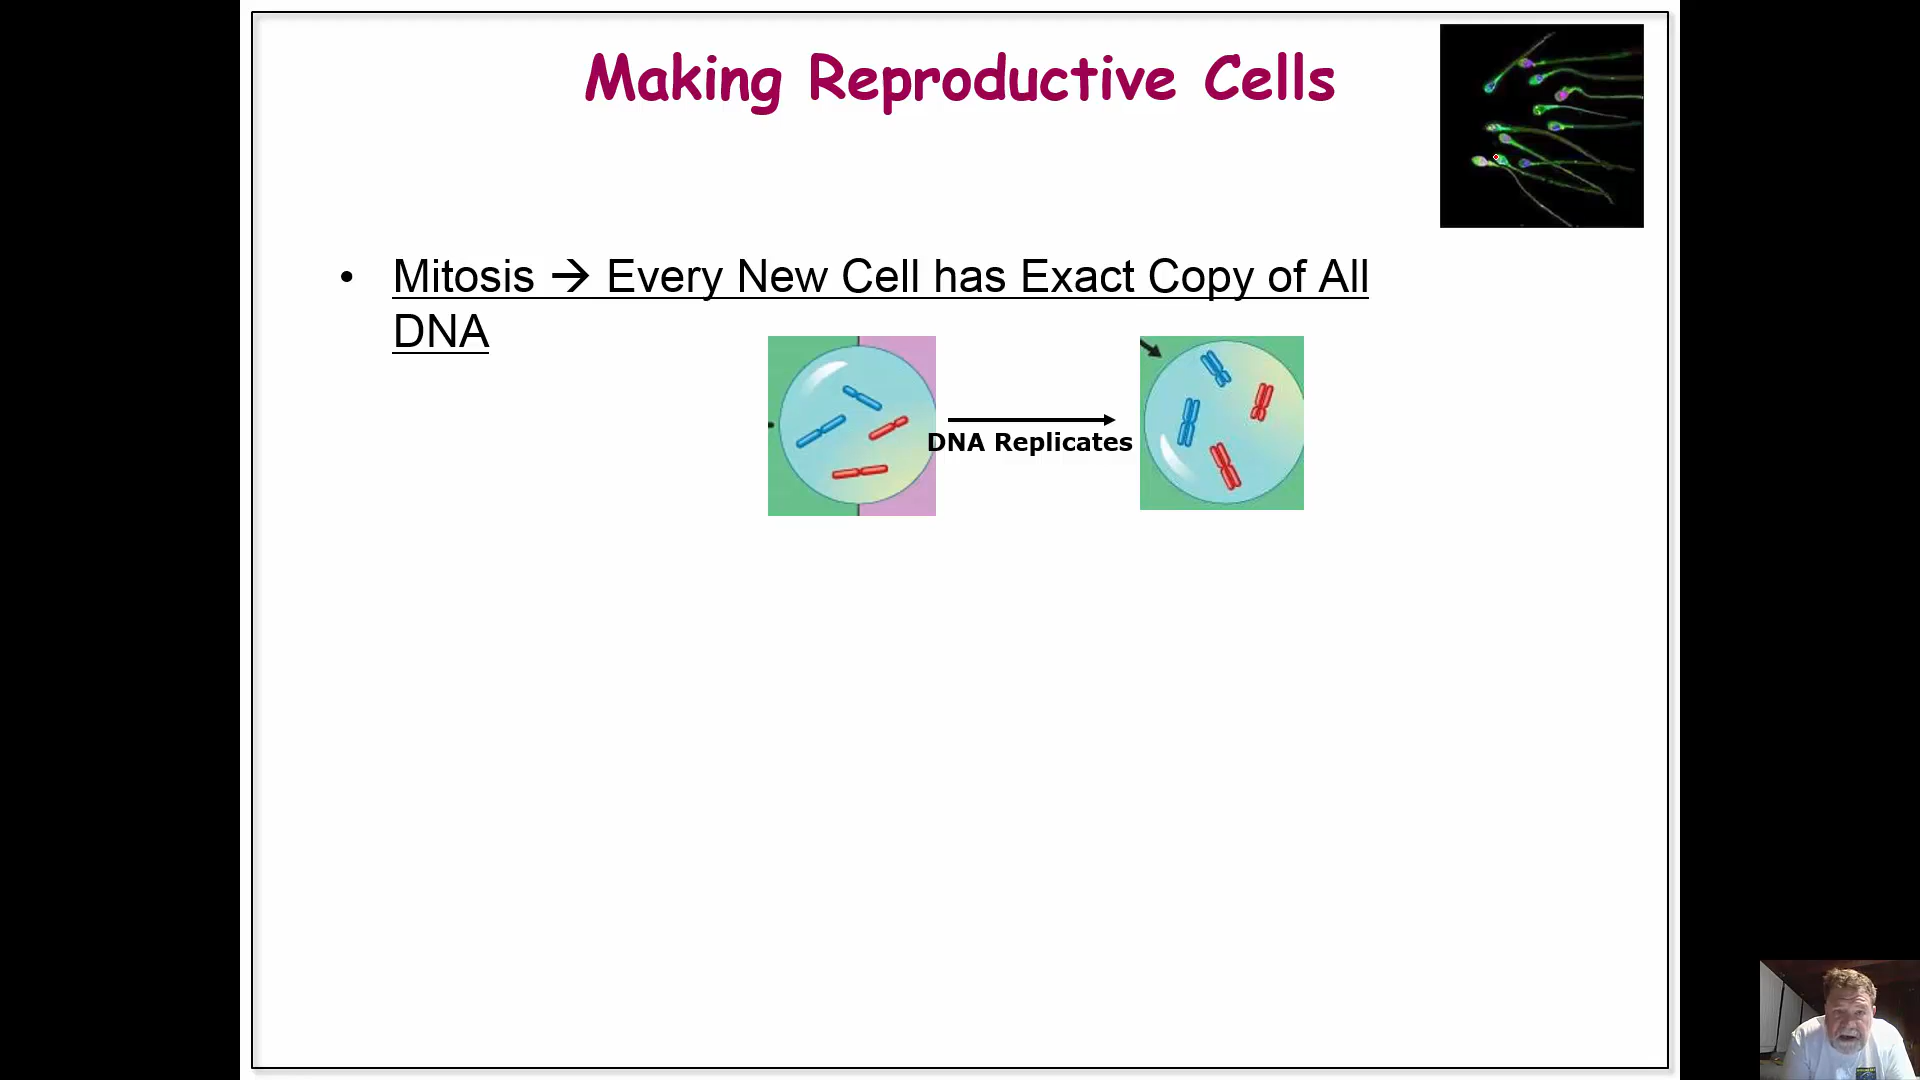 Making Reproductive Cells
• Mitosis → Every New Cell has Exact Copy of All
DNA
DNA Replicates